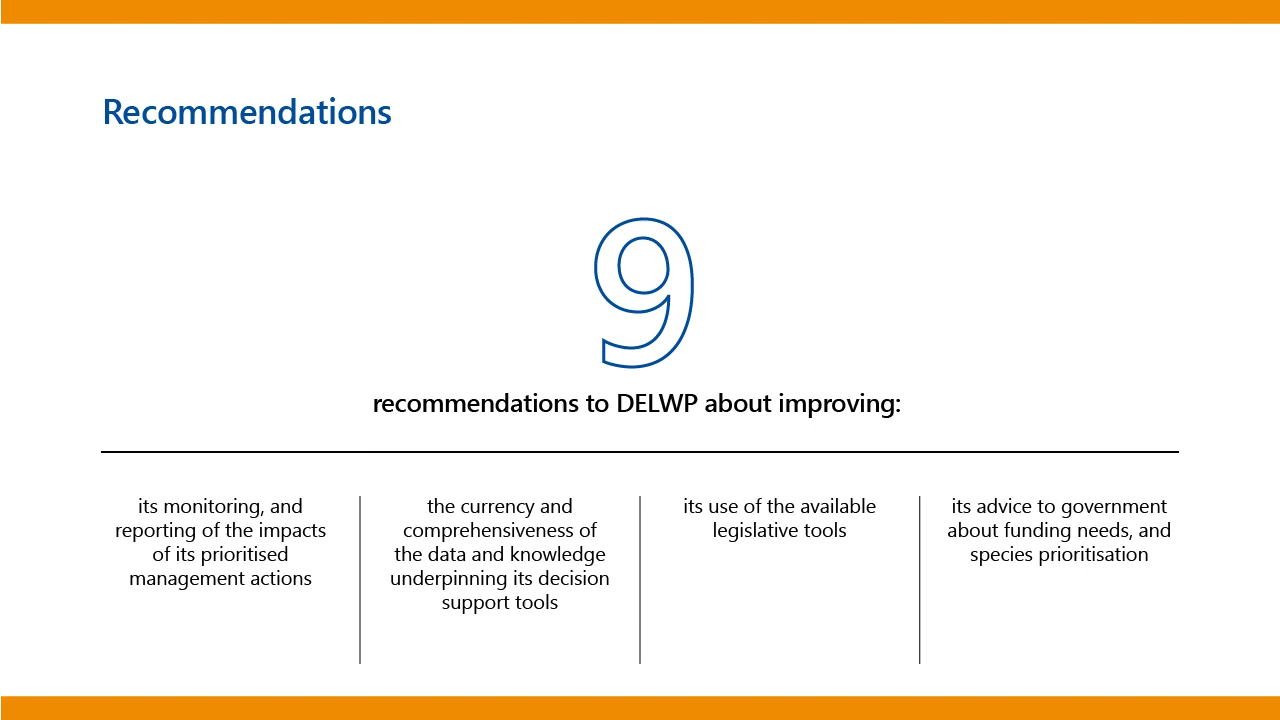 Recommendations
9
recommendations to DELWP about improving:
its monitoring, and
reporting of the impacts
of its prioritised
management actions
the currency and
comprehensiveness of
the data and knowledge
underpinning its decision
support tools
its use of the available
legislative tools
its advice to government
about funding needs, and
species prioritisation